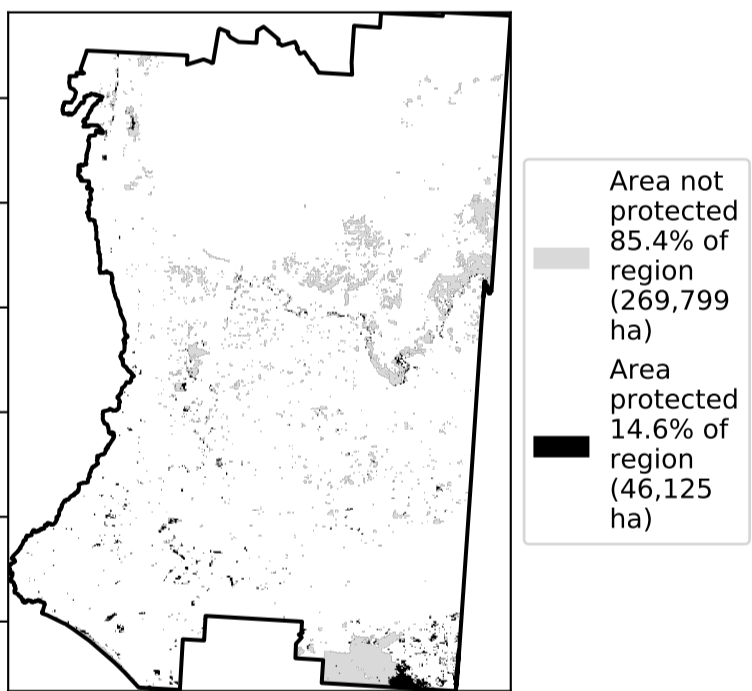 Area not
protected
85.4% of
region
(269,799
ha)
Area
protected
14.6% of
region
(46,125
ha)